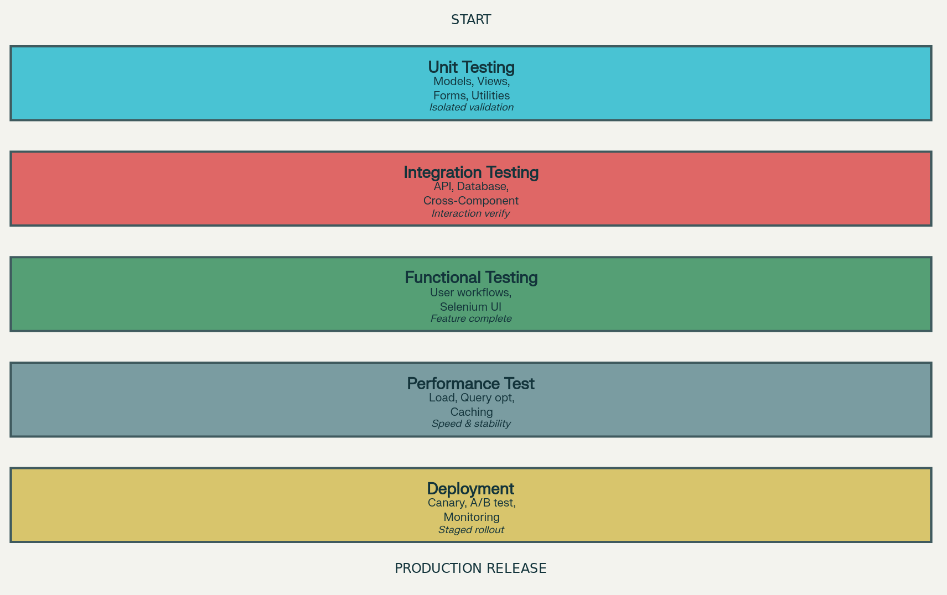 START
Unit Testing
Models, Views,
Forms, Utilities
Isolated validation
Integration Testing
API, Database,
Cross-Component
Interaction verify
Functional Testing
User workflows,
Selenium UI
Feature complete
Performance Test
Load, Query opt,
Caching
Speed & stability
Deployment
Canary, A/B test,
Monitoring
Staged rollout
PRODUCTION RELEASE